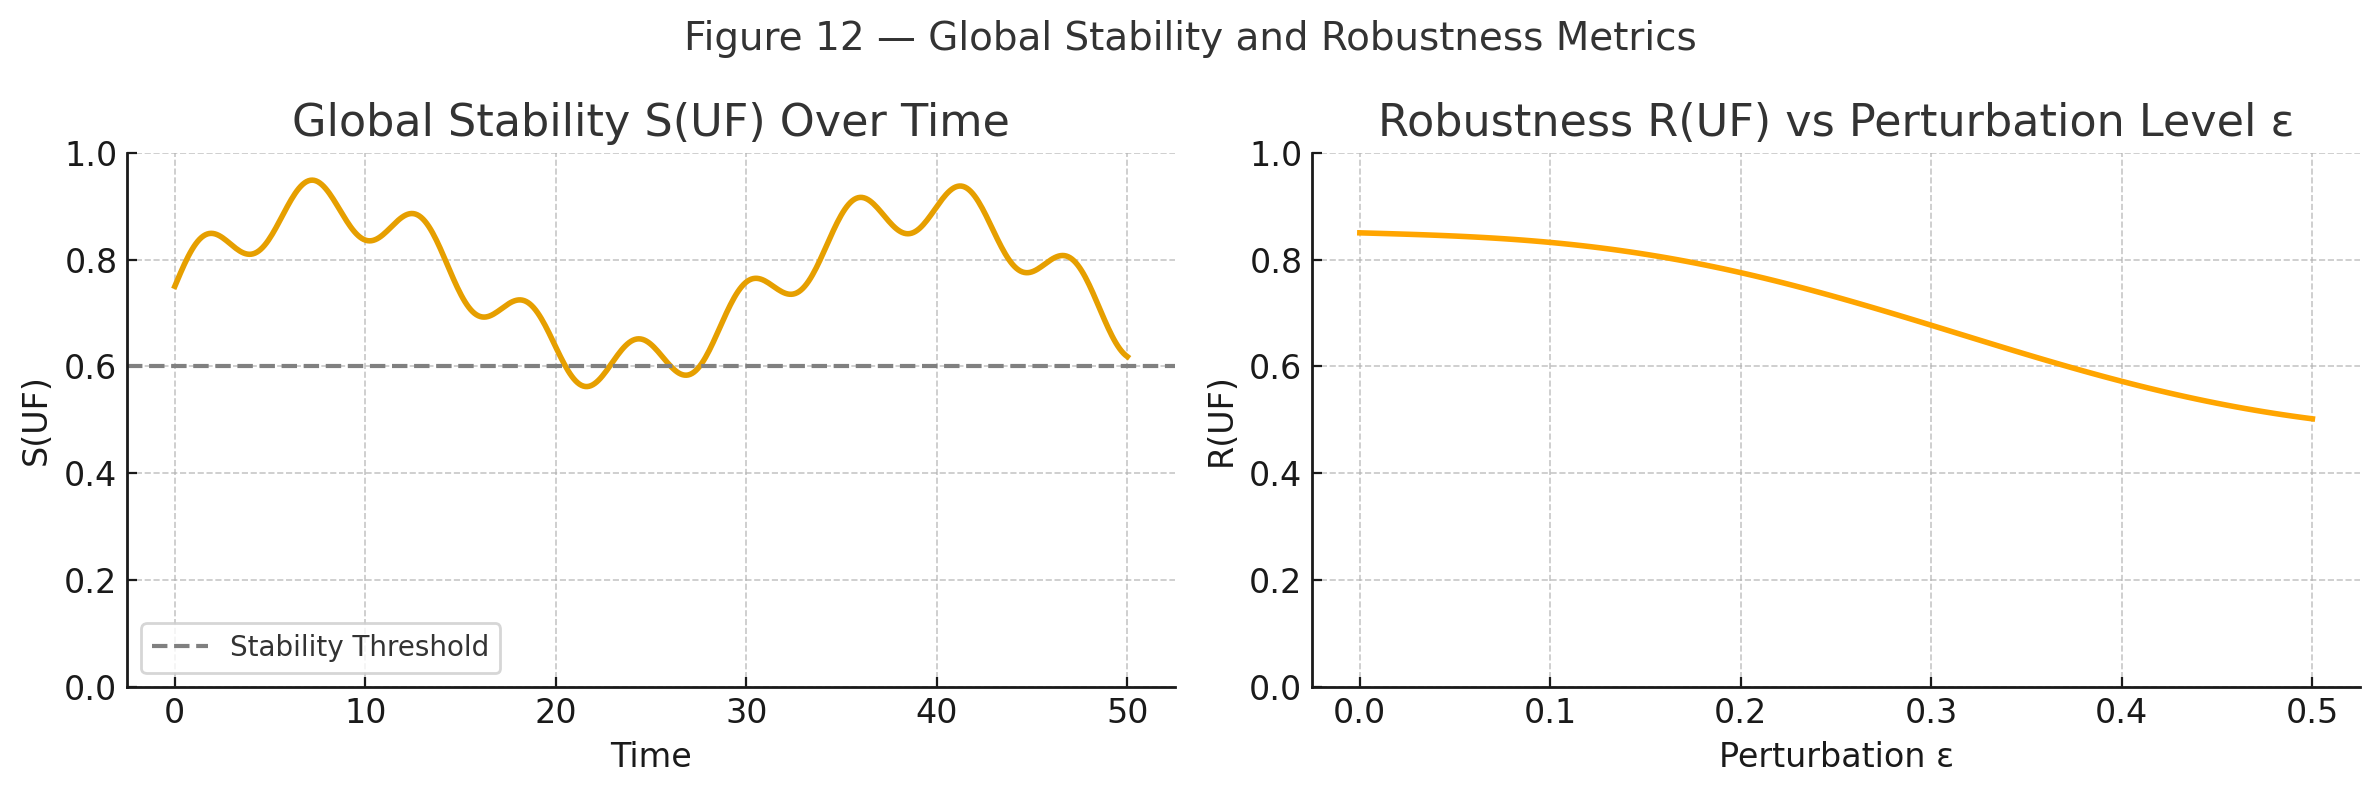 Figure 12 — Global Stability and Robustness Metrics
Global Stability S(UF) Over Time
1.0
0.8
0.6
0.4
0.2
0.0
S(UF)
Stability Threshold
0 10 20 30 40 50
Time
Robustness R(UF) vs Perturbation Level ε
1.0
0.8
0.6
0.4
0.2
0.0
R(UF)
0.0 0.1 0.2 0.3 0.4 0.5
Perturbation ε